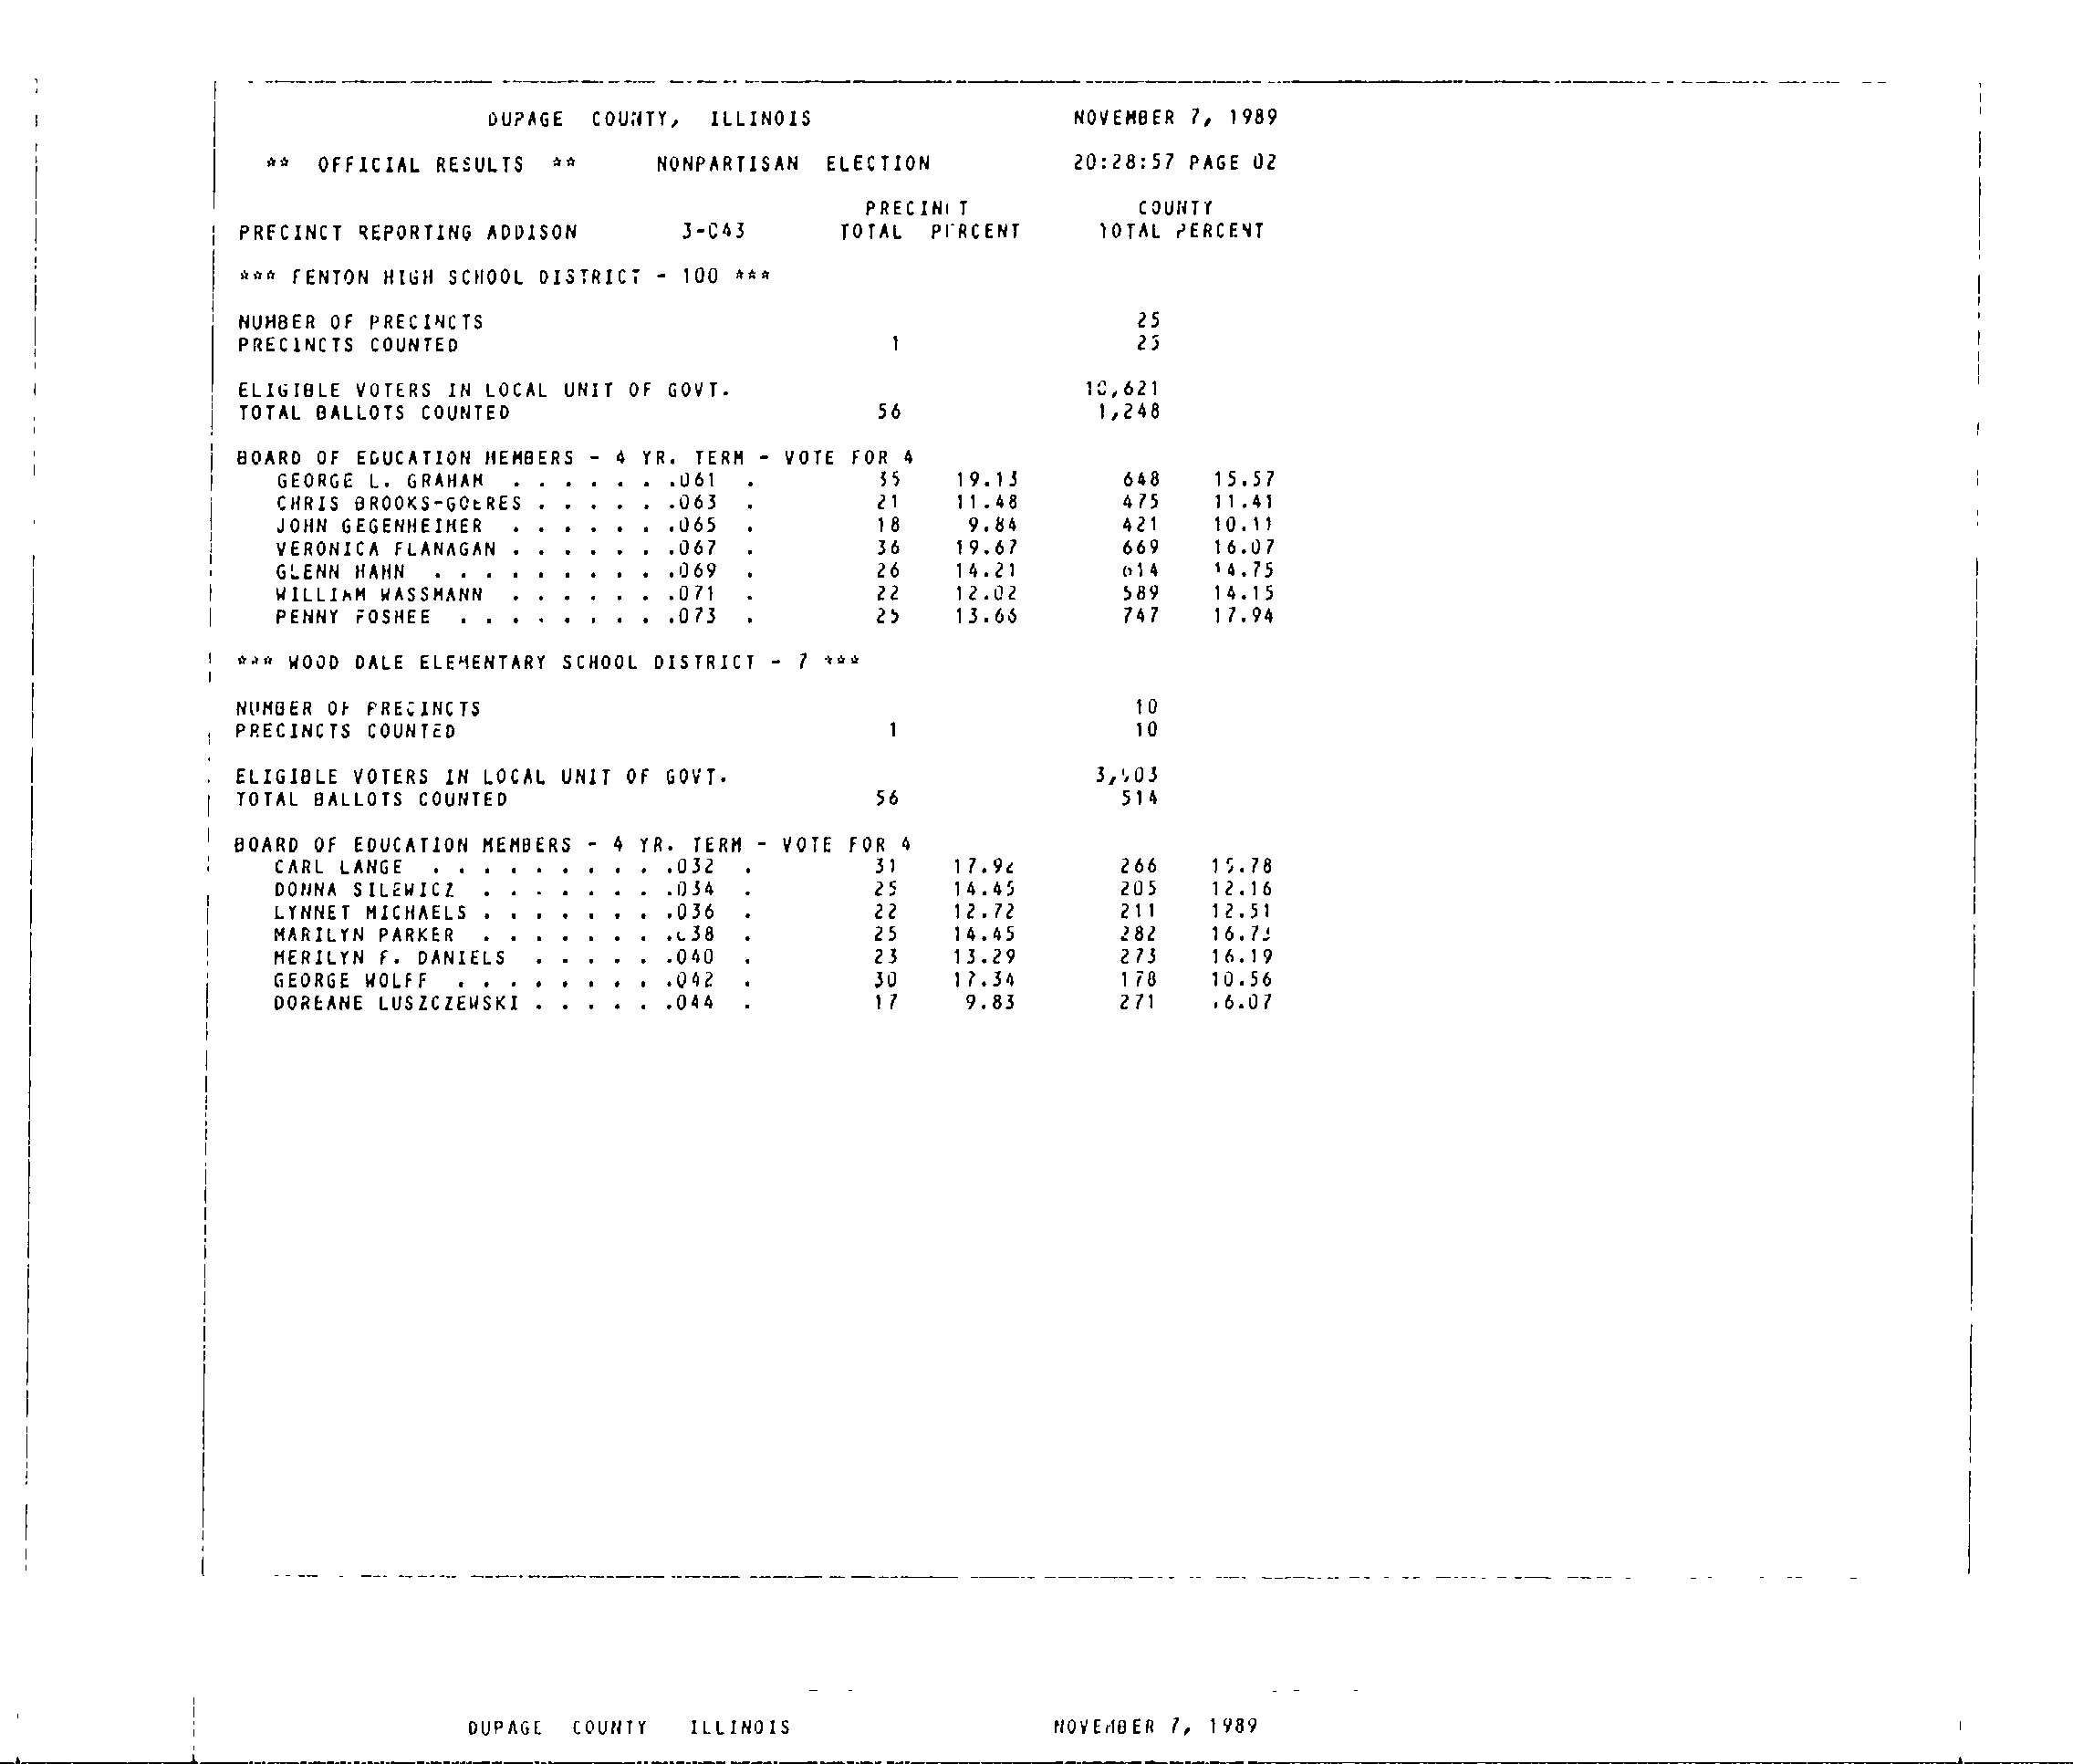 DUPAGE COUNTY, ILLINOIS NOVEMBER 7, 1989
** OFFICIAL RESULTS ** NONPARTISAN ELECTION 20:28:57 PAGE 02
PRECINCT COUNTY
PRECINCT REPORTING ADDISON 3-043 TOTAL PERCENT TOTAL PERCENT
*** FENTON HIGH SCHOOL DISTRICT - 100 ***
NUMBER OF PRECINCTS 25
PRECINCTS COUNTED 1 25
ELIGIBLE VOTERS IN LOCAL UNIT OF GOVT. 10,621
TOTAL BALLOTS COUNTED 56 1,248
BOARD OF EDUCATION MEMBERS - 4 YR. TERM - VOTE FOR 4
GEORGE L. GRAHAM . . . . . . .061 . 35 19.13 648 15.57
CHRIS BROOKS-GOERES . . . . . .063 . 21 11.48 475 11.41
JOHN GEGENHEIMER . . . . . . .065 . 18 9.84 421 10.11
VERONICA FLANAGAN . . . . . . .067 . 36 19.67 669 16.07
GLENN HAHN . . . . . . . . . .069 . 26 14.21 614 14.75
WILLIAM WASSMANN . . . . . . .071 . 22 12.02 589 14.15
PENNY FOSHEE . . . . . . . . .073 . 25 13.66 747 17.94
*** WOOD DALE ELEMENTARY SCHOOL DISTRICT - 7 ***
NUMBER OF PRECINCTS 10
PRECINCTS COUNTED 1 10
ELIGIBLE VOTERS IN LOCAL UNIT OF GOVT.
TOTAL BALLOTS COUNTED 56 514
BOARD OF EDUCATION MEMBERS - 4 YR. TERM - VOTE FOR 4
CARL LANGE . . . . . . . . . .032 . 31 17.92 266 15.78
DONNA SILEWICZ . . . . . . . .034 . 25 14.45 205 12.16
LYNNET MICHAELS . . . . . . . .036 . 22 12.72 211 12.51
MARILYN PARKER . . . . . . . .038 . 25 14.45 282 16.73
MERILYN F. DANIELS . . . . . .040 . 23 13.29 273 16.19
GEORGE WOLFF . . . . . . . . .042 . 30 17.34 178 10.56
DOREANE LUSZCZEWSKI . . . . . .044 . 17 9.83 271 16.07
DUPAGE COUNTY ILLINOIS NOVEMBER 7, 1989